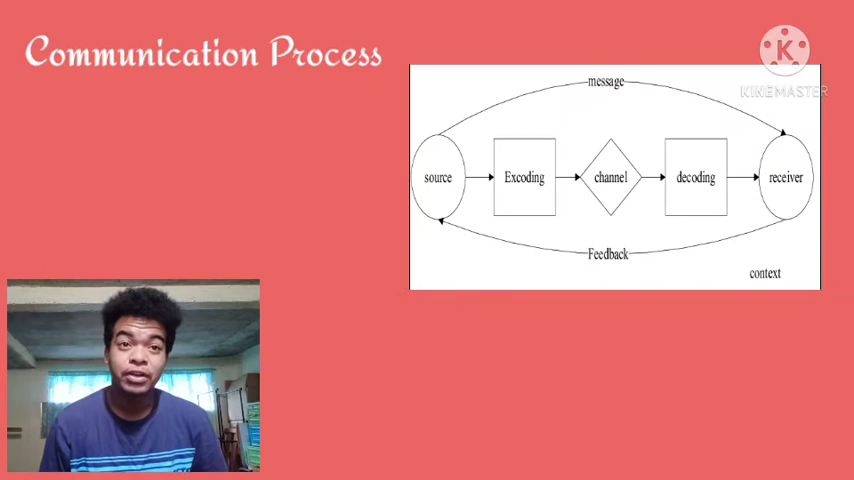 Communication Process
K
KINEMASTER
message
source
Excoding
channel
decoding
receiver
Feedback
context